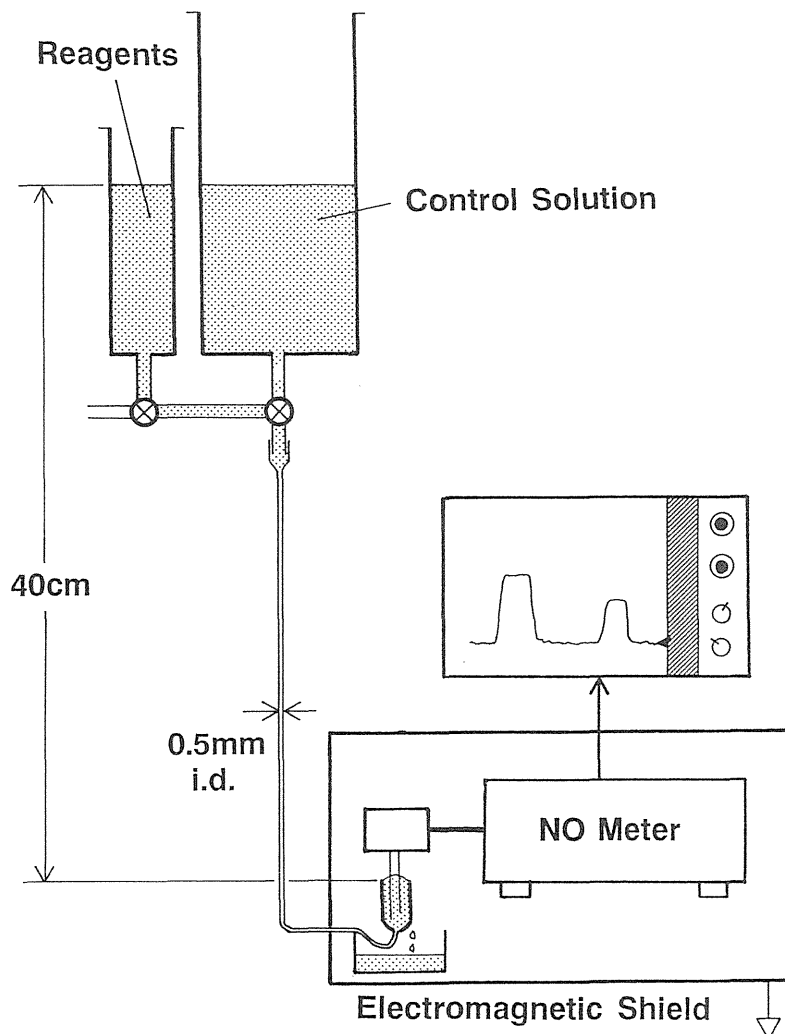 Reagents
Control Solution
40cm
0.5mm
i.d.
NO Meter
Electromagnetic Shield